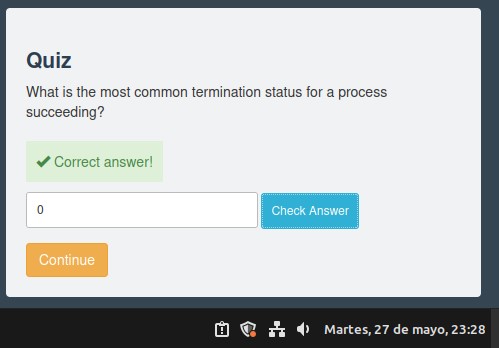 Quiz
What is the most common termination status for a process
succeeding?
Correct answer!
0
Check Answer
Continue
Martes, 27 de mayo, 23:28